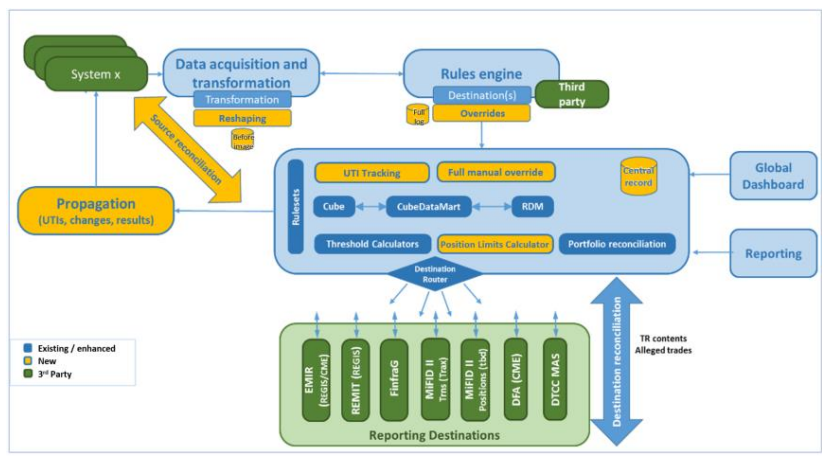 System x
Data acquisition and
transformation
Transformation
Reshaping
Before
image
Rules engine
Destination(s)
Third
party
Full
log
Overrides
Source reconciliation
Propagation
(UTIs, changes, results)
Rulesets
UTI Tracking
Full manual override
Central
record
Cube
CubeDataMart
RDM
Threshold Calculators
Position Limits Calculator
Portfolio reconciliation
Destination
Router
Global
Dashboard
Reporting
Existing / enhanced
New
3rd Party
EMIR
(REGIS/CME)
REMIT (REGIS)
FinfraG
MiFID II
Trns (Trax)
MiFID II
Positions (tbd)
DFA (CME)
DTCC MAS
Reporting Destinations
Destination reconciliation
TR contents
Alleged trades